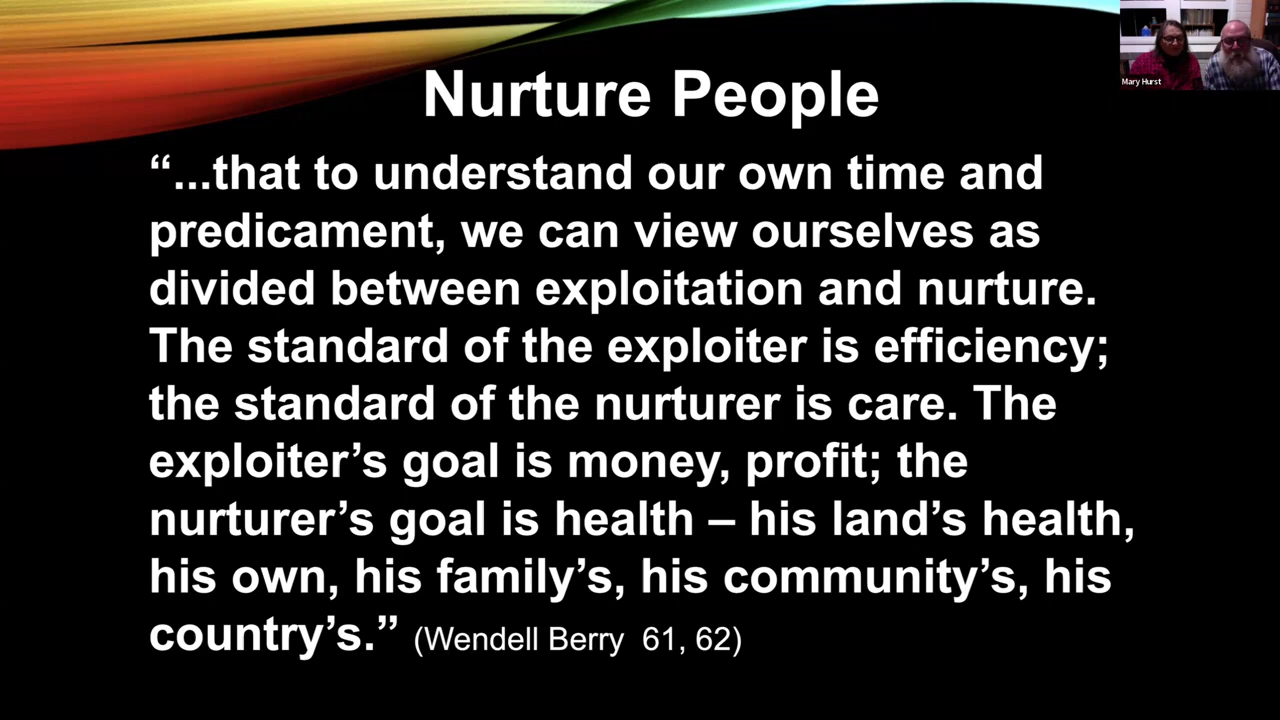 Nurture People
“...that to understand our own time and
predicament, we can view ourselves as
divided between exploitation and nurture.
The standard of the exploiter is efficiency;
the standard of the nurturer is care. The
exploiter’s goal is money, profit; the
nurturer’s goal is health – his land’s health,
his own, his family’s, his community’s, his
country’s.” (Wendell Berry  61, 62)
Mary Hurst